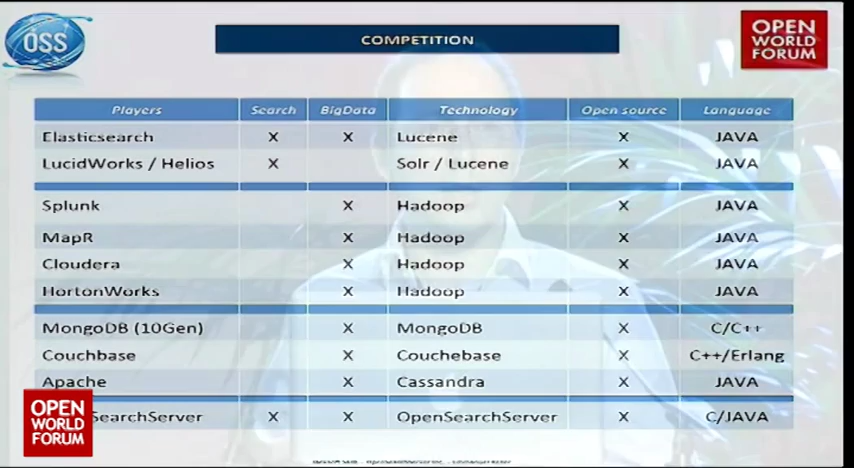 OSS
COMPETITION
OPEN
WORLD
FORUM
Players Search BigData Technology Open source Language
Elasticsearch X X Lucene X JAVA
LucidWorks / Helios X Solr / Lucene X JAVA
Splunk X Hadoop X JAVA
MapR X Hadoop X JAVA
Cloudera X Hadoop X JAVA
HortonWorks X Hadoop X JAVA
MongoDB (10Gen) X MongoDB X C/C++
Couchbase X Couchebase X C++/Erlang
Apache X Cassandra X JAVA
SearchServer X X OpenSearchServer X C/JAVA
OPEN
WORLD
FORUM